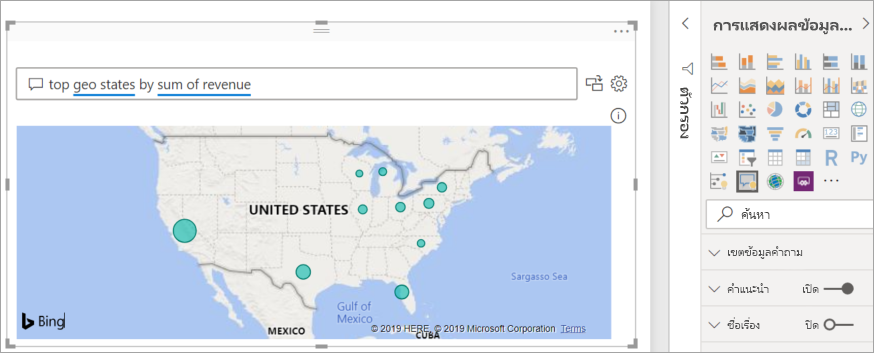 การแสดงผลข้อมูล...
top geo states by sum of revenue
ตัวกรอง
123
R
Py
ค้นหา
UNITED STATES
เขตข้อมูลคำถาม
Sargasso Sea
คำแนะนำ
เปิด
Gulf of
Mexico
ชื่อเรื่อง
ปิด
Bing
MEXICO
© 2019 HERE, © 2019 Microsoft Corporation Terms
CUBA